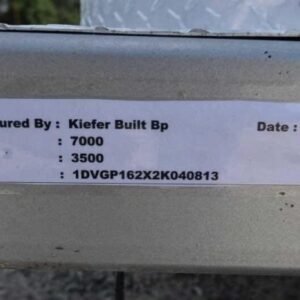 ured By : Kiefer Built Bp Date :
: 7000
: 3500
: 1DVGP162X2K040813